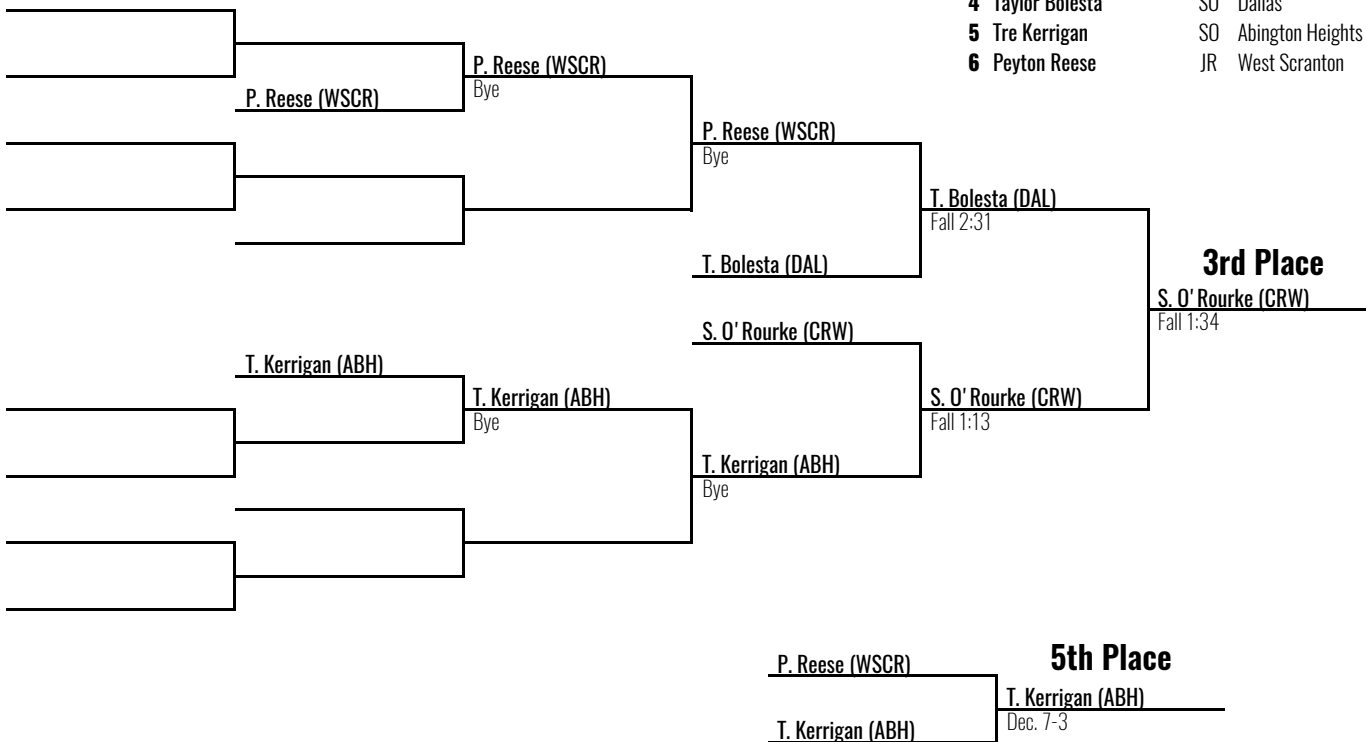 4 Taylor Bolesta SO Dallas
5 Tre Kerrigan SO Abington Heights
6 Peyton Reese JR West Scranton
P. Reese (WSCR)
Bye
P. Reese (WSCR)
P. Reese (WSCR)
Bye
T. Bolesta (DAL)
Fall 2:31
T. Bolesta (DAL)
3rd Place
S. O'Rourke (CRW)
Fall 1:34
S. O'Rourke (CRW)
T. Kerrigan (ABH)
T. Kerrigan (ABH)
Bye
S. O'Rourke (CRW)
Fall 1:13
T. Kerrigan (ABH)
Bye
5th Place
P. Reese (WSCR)
T. Kerrigan (ABH)
Dec. 7-3
T. Kerrigan (ABH)